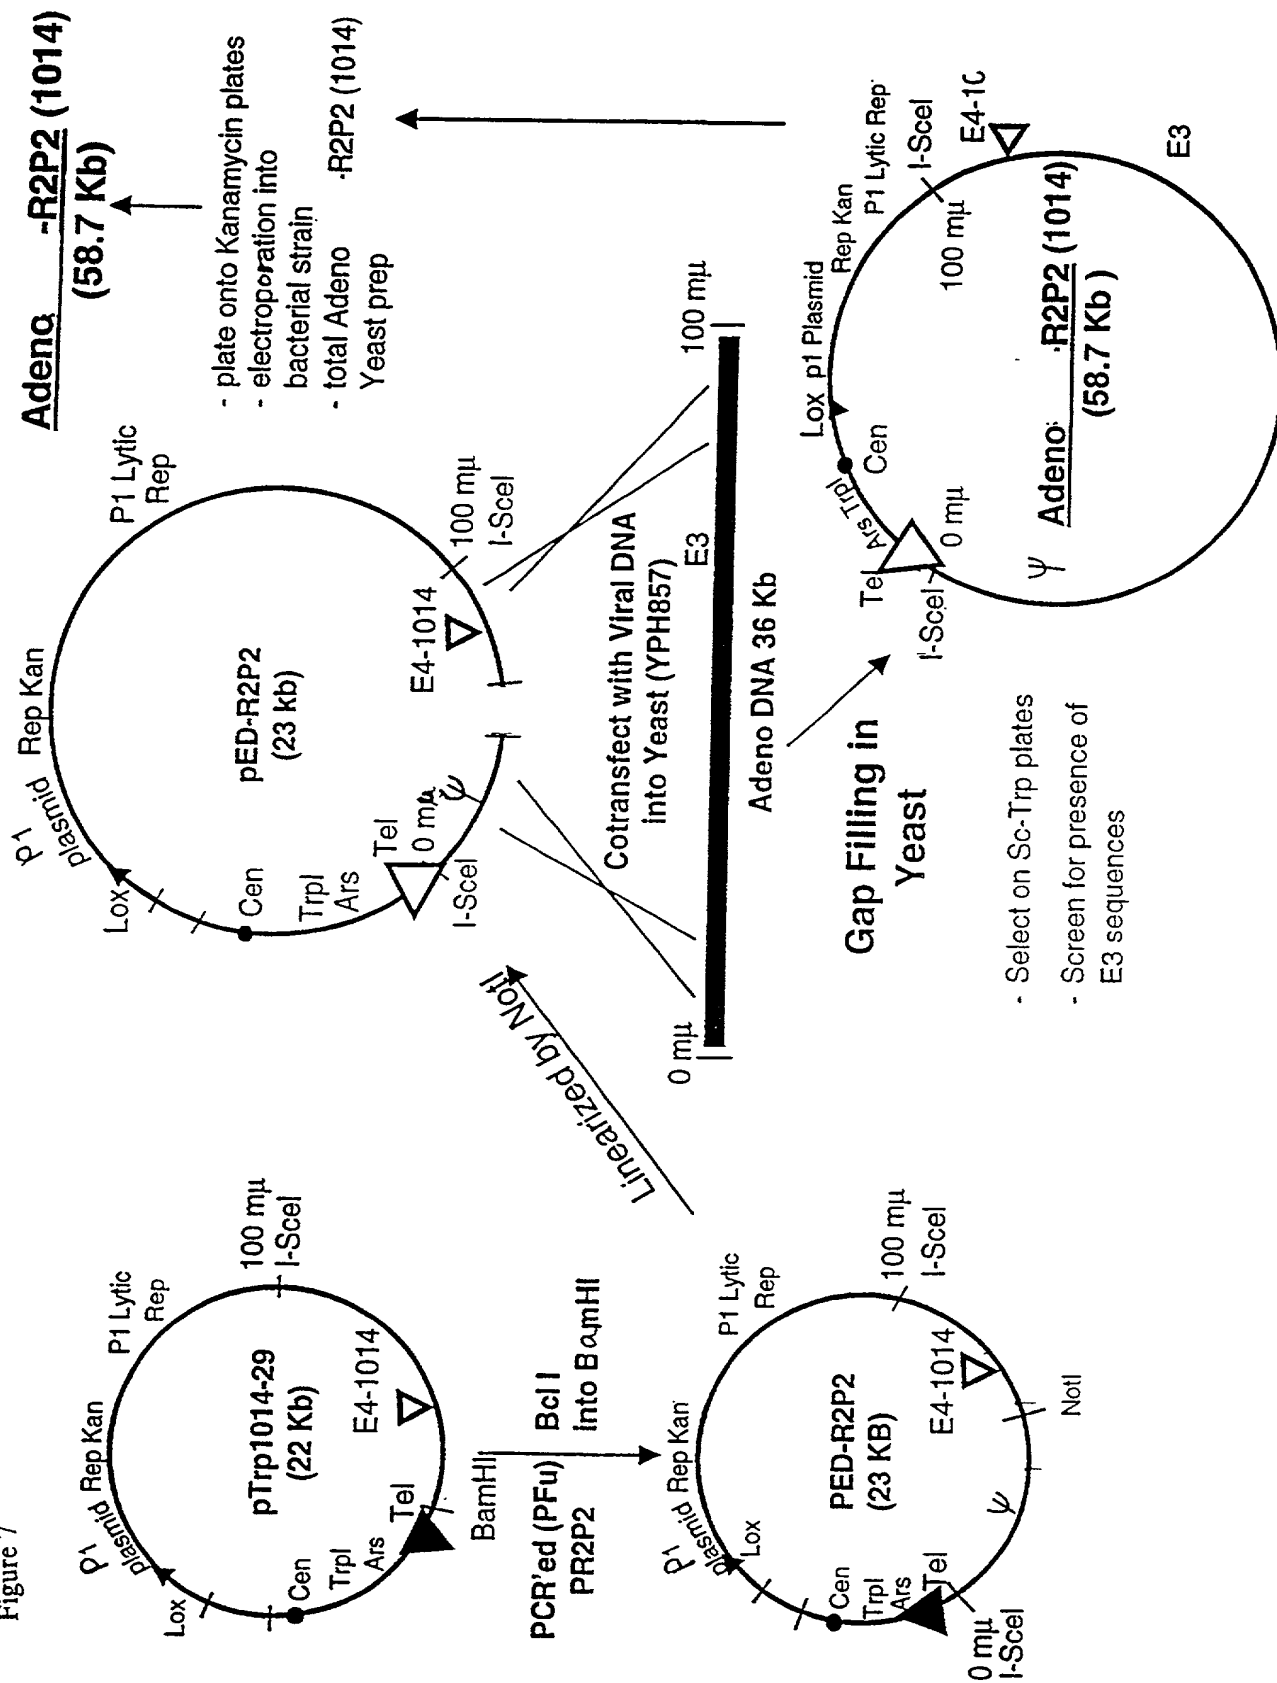 Figure 7
P1
plasmid
Rep Kan
P1 Lytic
Rep
100 mµ
I-SceI
pTrp1014-29
(22 Kb)
E4-1014
Lox
Cen
TrpI
Ars
Tel
BamHI
PCR'ed (PFu)
PR2P2
Bcl I
into BamHI
P1
plasmid
Rep Kan
P1 Lytic
Rep
100 mµ
I-SceI
Lox
PED-R2P2
(23 KB)
E4-1014
Cen
TrpI
Ars
Tel
0 mµ
I-SceI
ψ
NotI
Linearized by NotI
P1
plasmid
Rep Kan
P1 Lytic
Rep
pED-R2P2
(23 kb)
Lox
Cen
TrpI
Ars
Tel
0 mµ
I-SceI
ψ
E4-1014
100 mµ
I-SceI
Cotransfect with Viral DNA
into Yeast (YPH857)
E3
0 mµ
100 mµ
Adeno DNA 36 Kb
Gap Filling in
Yeast
- Select on Sc-Trp plates
- Screen for presence of
E3 sequences
Lox
p1 Plasmid
Rep Kan
P1 Lytic Rep
I-SceI
100 mµ
E4-10
E3
Cen
TrpI
Ars
Tel
I-SceI
0 mµ
ψ
Adeno -R2P2 (1014)
(58.7 Kb)
- plate onto Kanamycin plates
- electroporation into
bacterial strain
- total Adeno -R2P2 (1014)
Yeast prep
Adeno -R2P2 (1014)
(58.7 Kb)